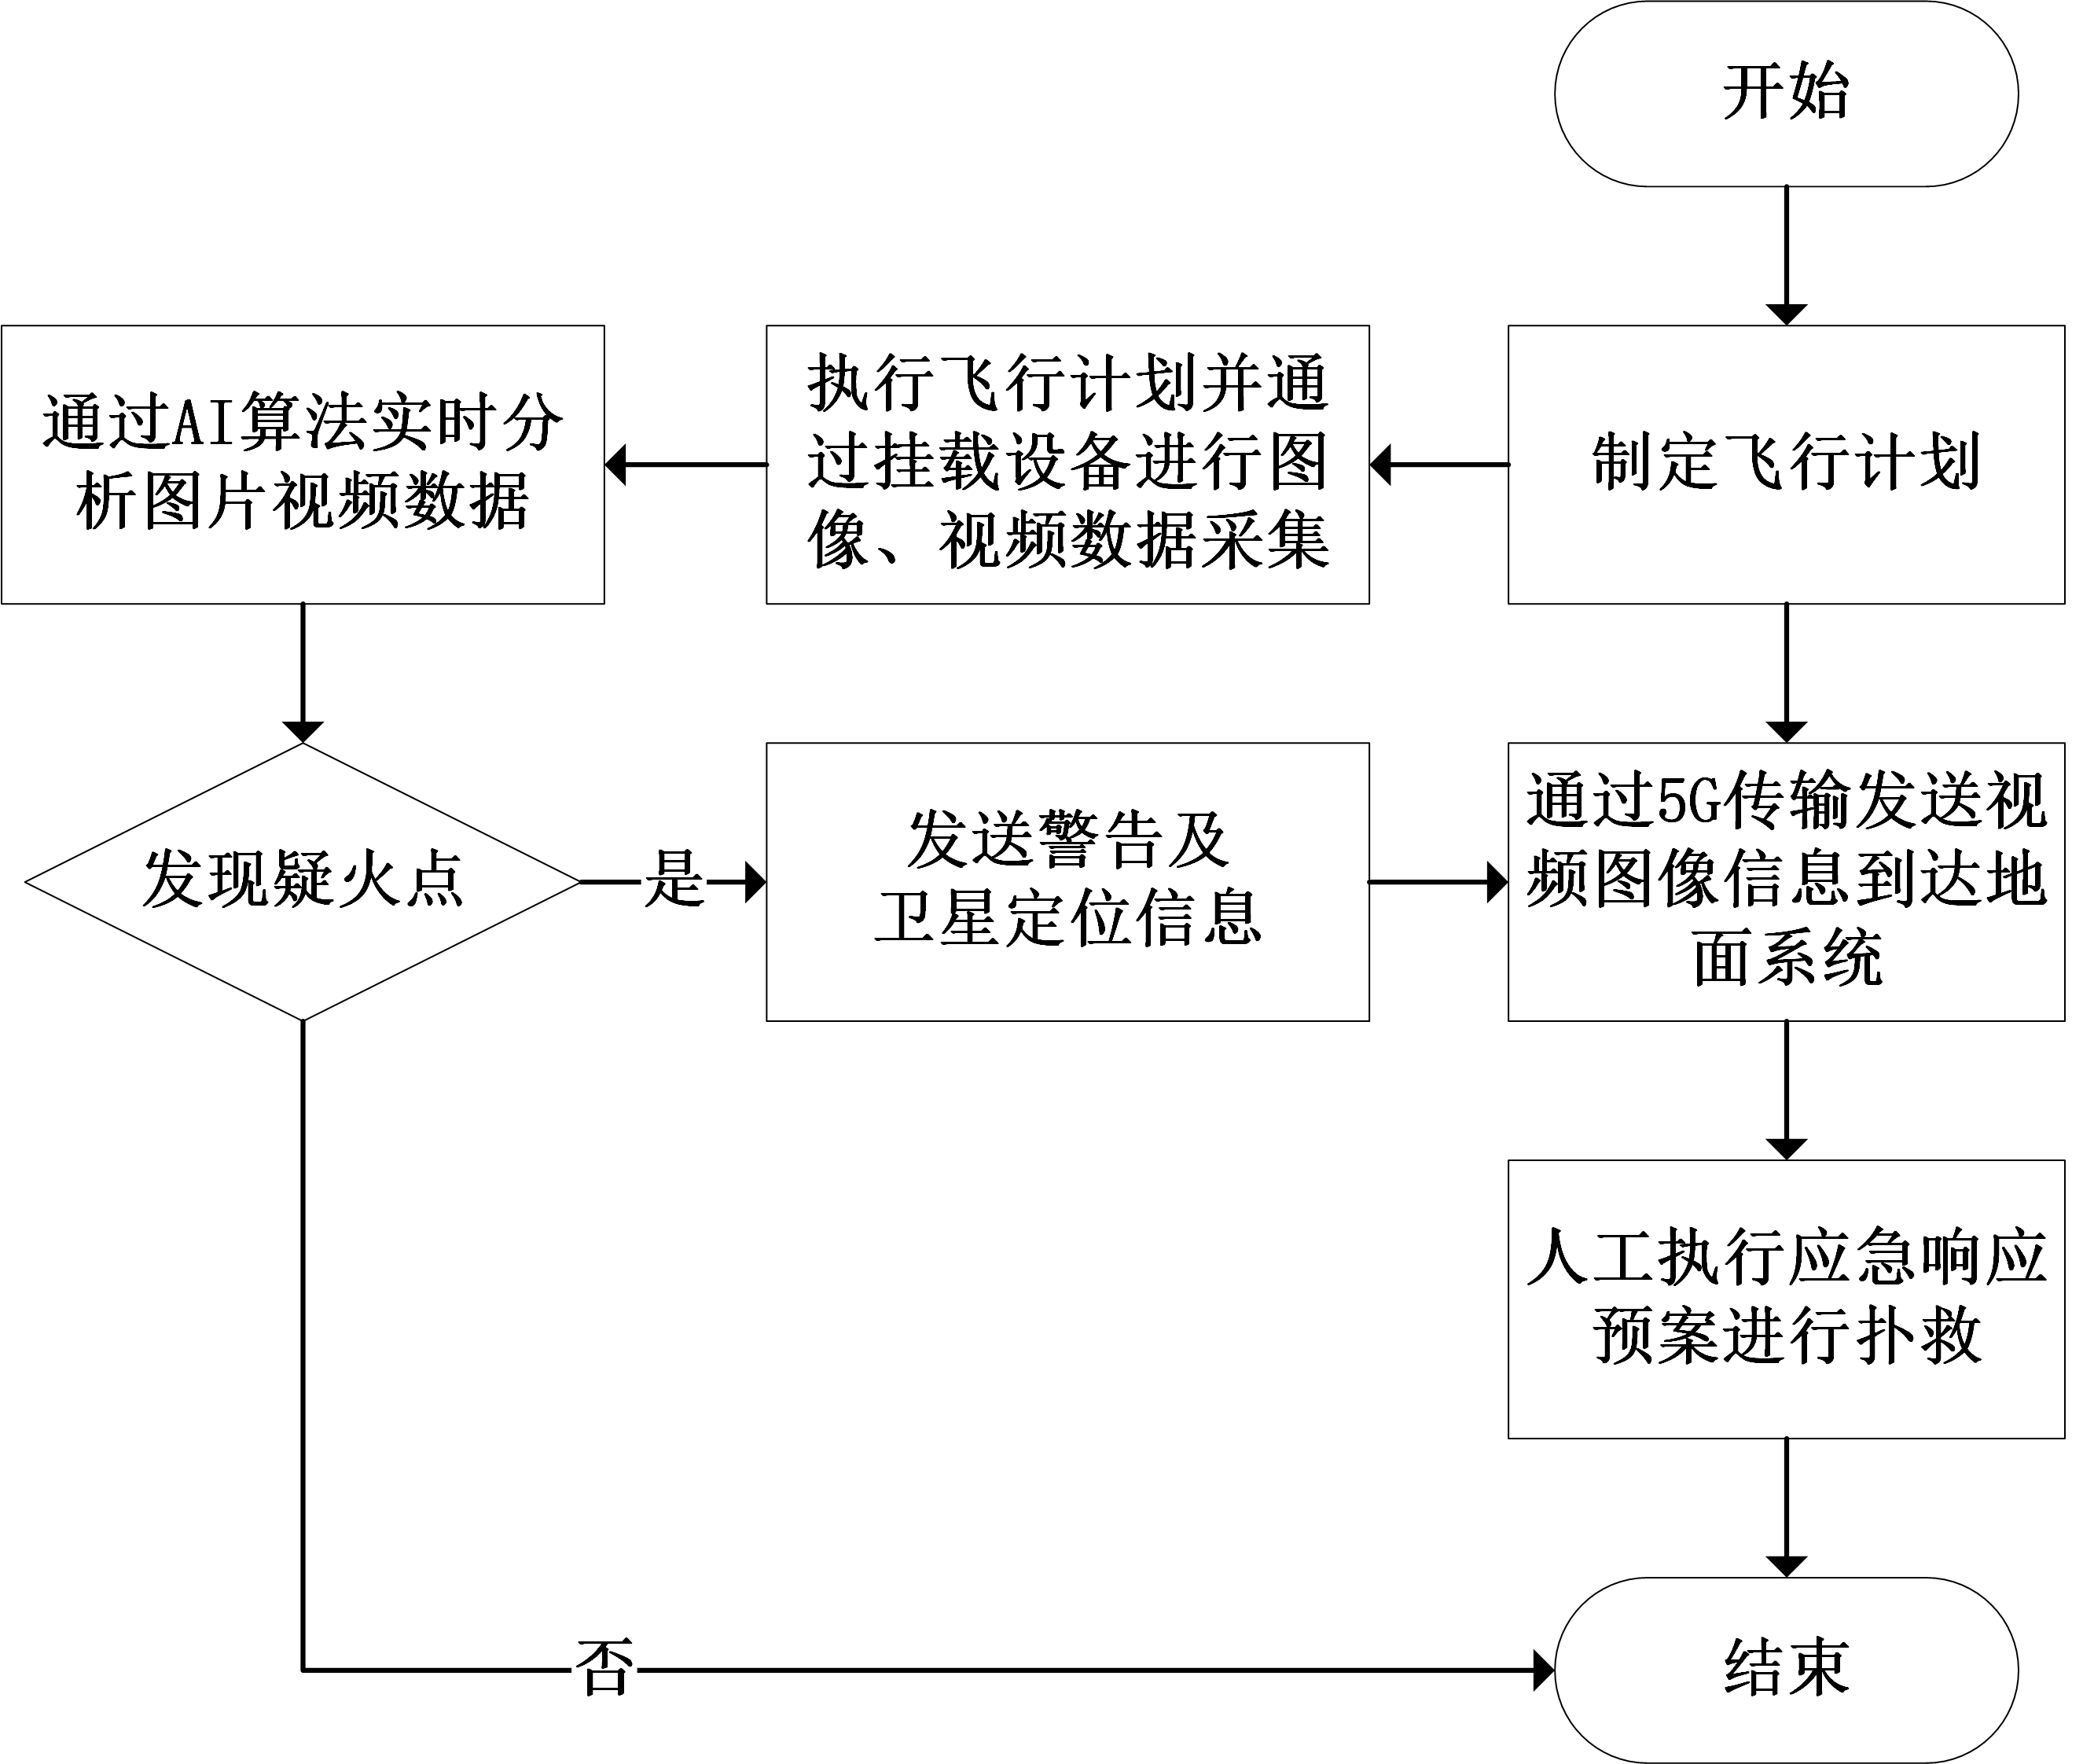 开始
制定飞行计划
执行飞行计划并通
过挂载设备进行图
像、视频数据采集
通过AI算法实时分
析图片视频数据
发现疑火点
是
发送警告及
卫星定位信息
通过5G传输发送视
频图像信息到达地
面系统
人工执行应急响应
预案进行扑救
否
结束